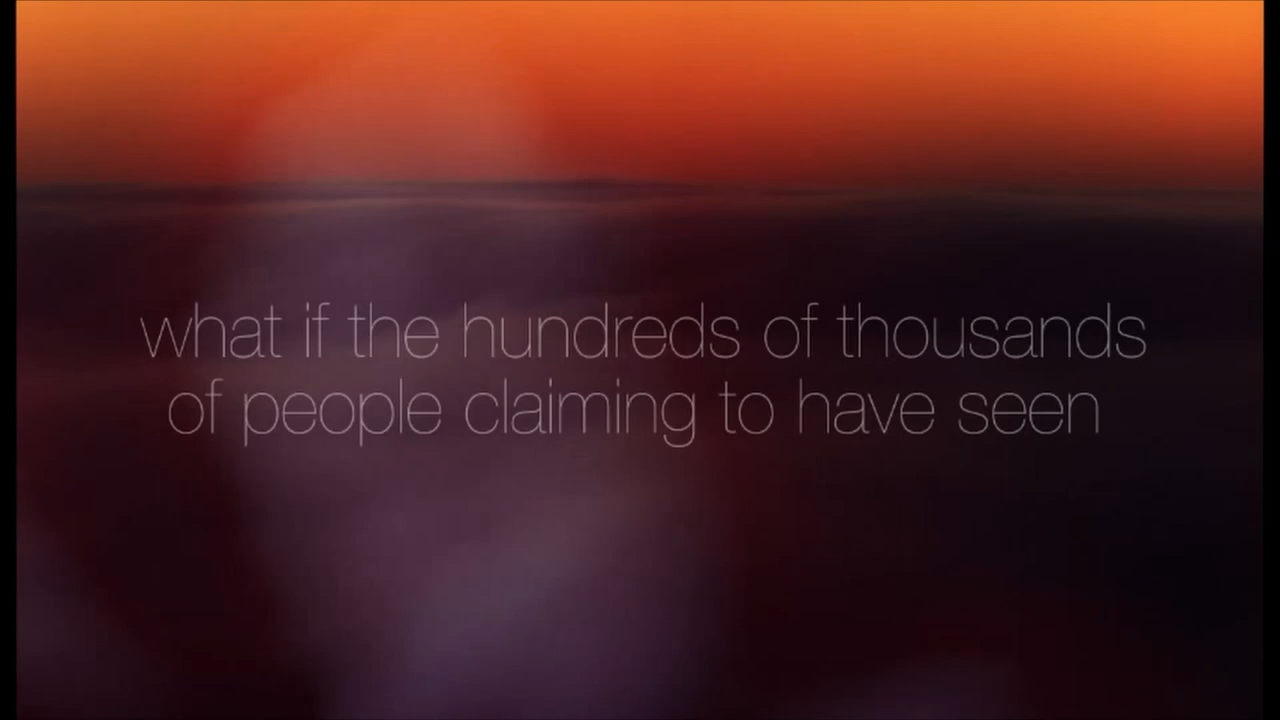 what if the hundreds of thousands
of people claiming to have seen